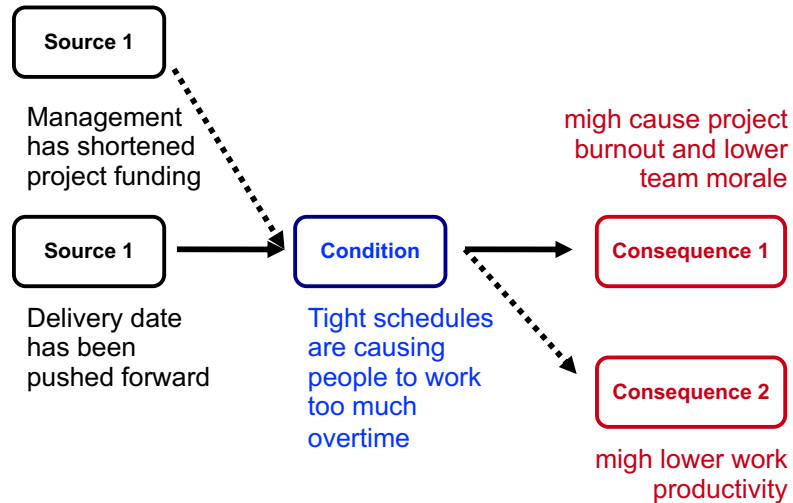 Source 1
Management
has shortened
project funding
migh cause project
burnout and lower
team morale
Source 1
Condition
Consequence 1
Delivery date
has been
pushed forward
Tight schedules
are causing
people to work
too much
overtime
Consequence 2
migh lower work
productivity